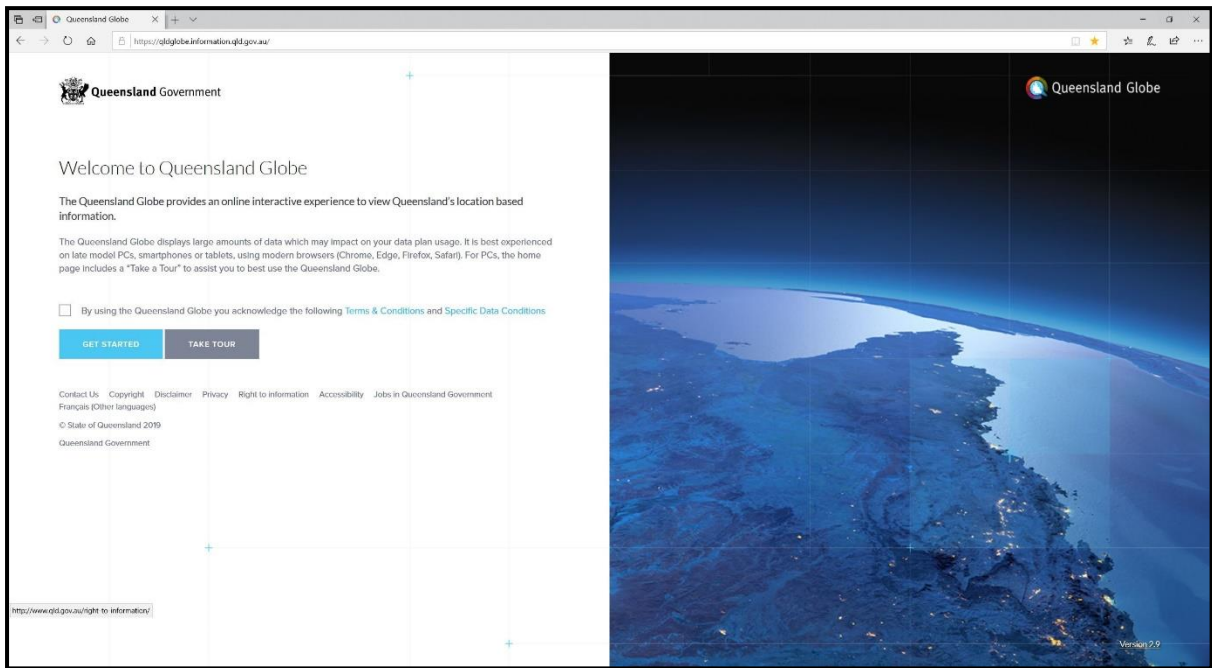 Queensland Globe
https://qldglobe.information.qld.gov.au/
Queensland Government
Queensland Globe
Welcome to Queensland Globe
The Queensland Globe provides an online interactive experience to view Queensland's location based
information.
The Queensland Globe displays large amounts of data which may impact on your data plan usage. It is best experienced
on late model PCs, smartphones or tablets, using modern browsers (Chrome, Edge, Firefox, Safari). For PCs, the home
page includes a "Take a Tour" to assist you to best use the Queensland Globe.
By using the Queensland Globe you acknowledge the following Terms & Conditions and Specific Data Conditions
GET STARTED TAKE TOUR
Contact Us Copyright Disclaimer Privacy Right to information Accessibility Jobs in Queensland Government
Français (Other languages)
© State of Queensland 2019
Queensland Government
http://www.qld.gov.au/right-to-information/
Version 2.9